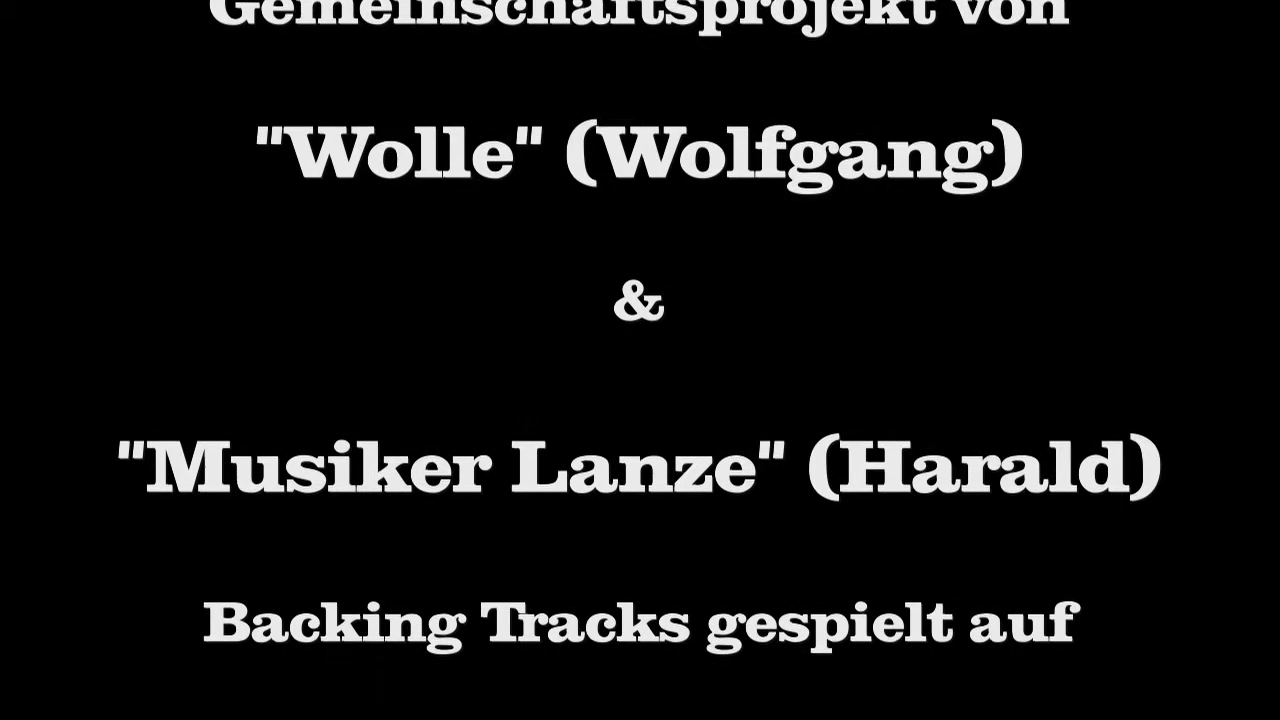 Gemeinschaftsprojekt von
"Wolle" (Wolfgang)
&
"Musiker Lanze" (Harald)
Backing Tracks gespielt auf